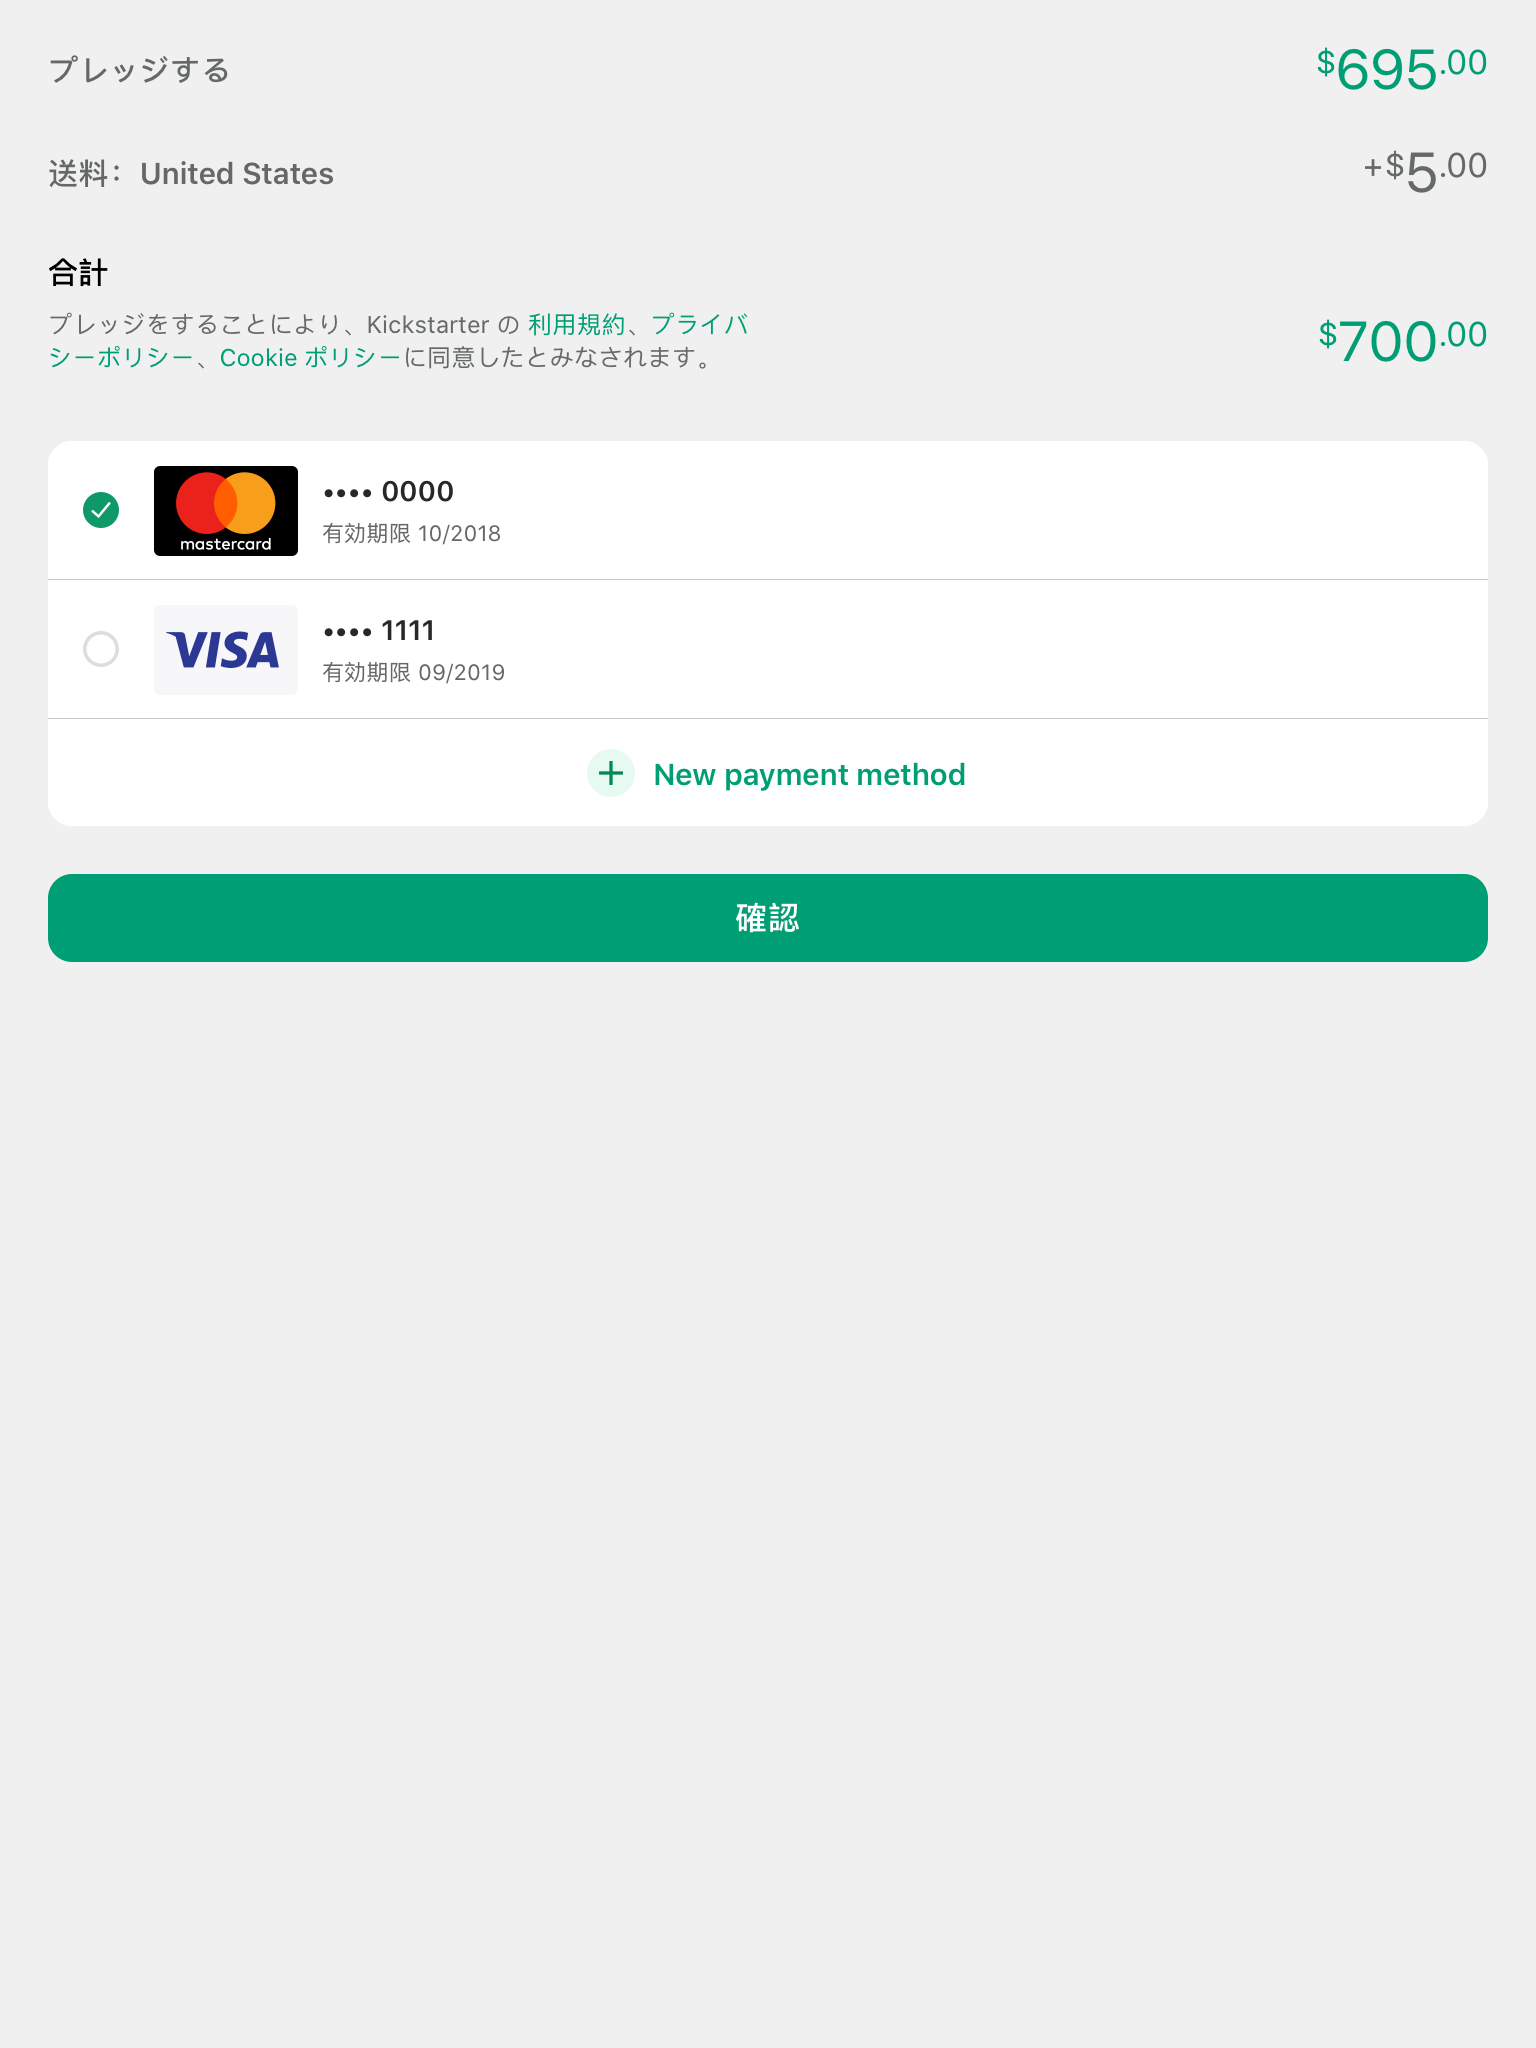 プレッジする
$695.00
送料： United States
+$5.00
合計
プレッジをすることにより、Kickstarter の 利用規約、プライバ
シーポリシー、Cookie ポリシーに同意したとみなされます。
$700.00
mastercard
•••• 0000
有効期限 10/2018
VISA
•••• 1111
有効期限 09/2019
New payment method
確認